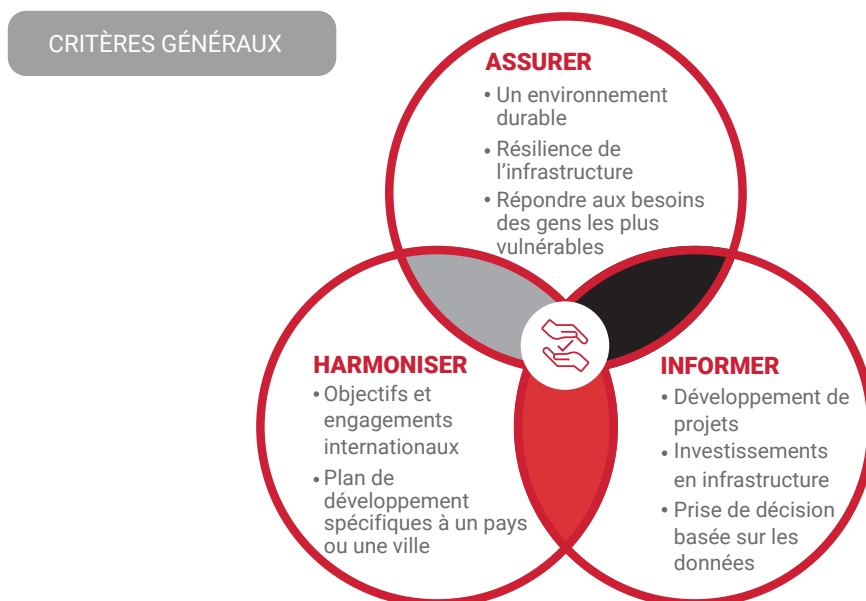 CRITÈRES GÉNÉRAUX
ASSURER
• Un environnement
durable
• Résilience de
l'infrastructure
• Répondre aux besoins
des gens les plus
vulnérables
HARMONISER
• Objectifs et
engagements
internationaux
• Plan de
développement
spécifiques à un pays
ou une ville
INFORMER
• Développement de
projets
• Investissements
en infrastructure
• Prise de décision
basée sur les
données